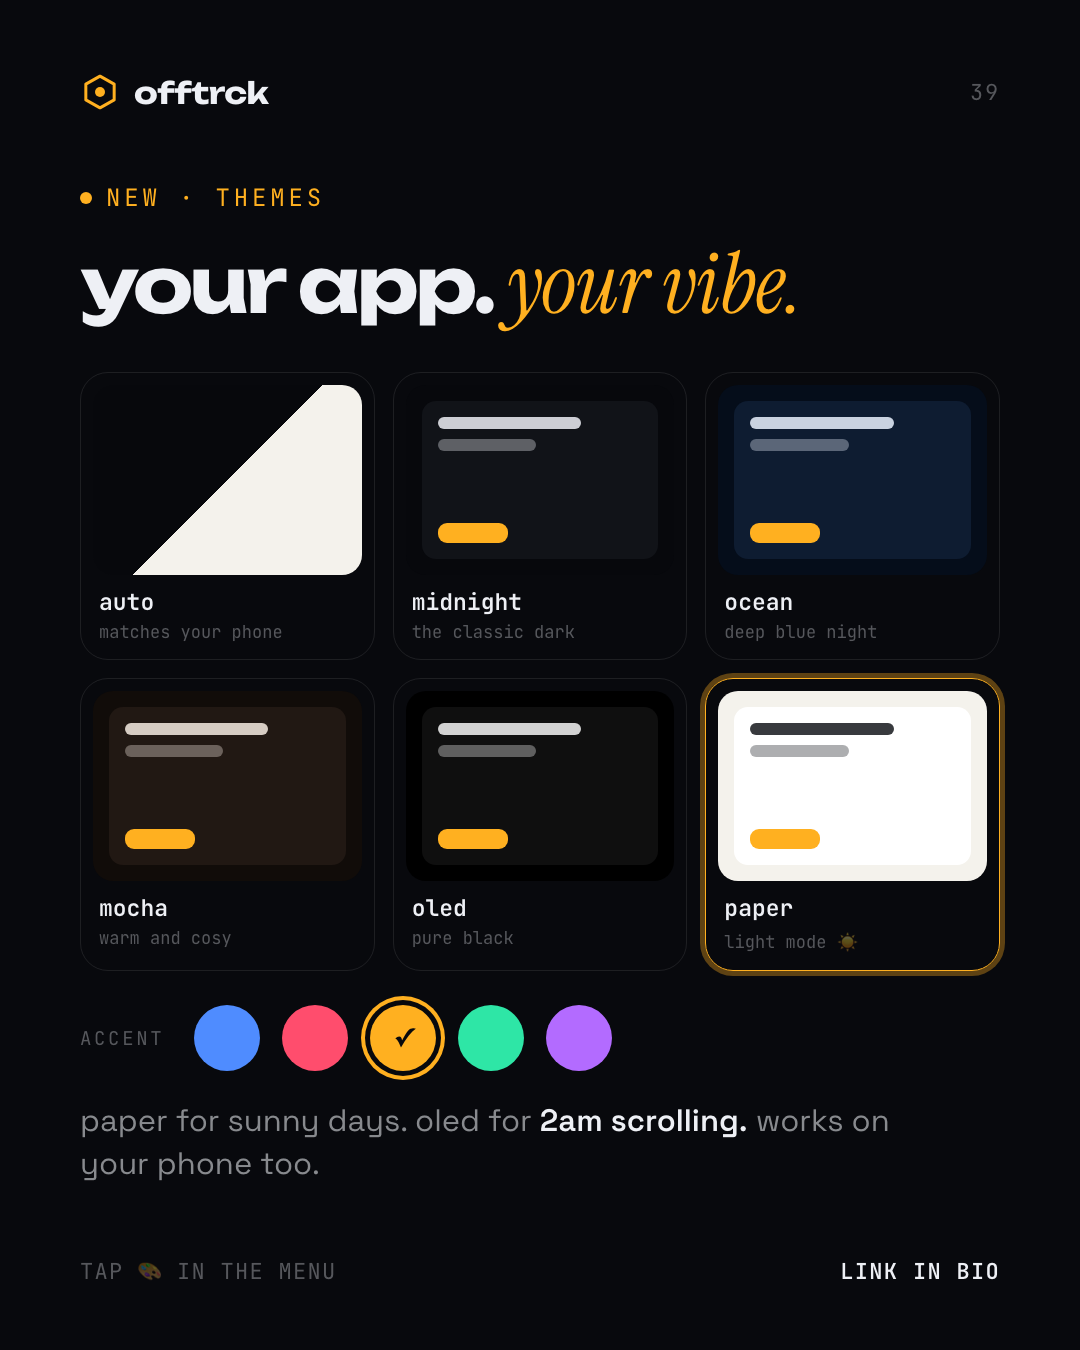 offtrck
39
NEW · THEMES
your app. your vibe.
auto
matches your phone
midnight
the classic dark
ocean
deep blue night
mocha
warm and cosy
oled
pure black
paper
light mode ☀️
ACCENT
✓
paper for sunny days. oled for 2am scrolling. works on
your phone too.
TAP 🎨 IN THE MENU
LINK IN BIO